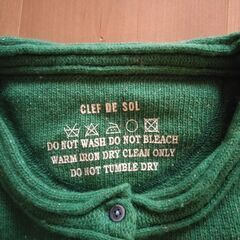 CLEF DE SOL
DO NOT WASH DO NOT BLEACH
WARM IRON DRY CLEAN ONLY
DO NOT TUMBLE DRY